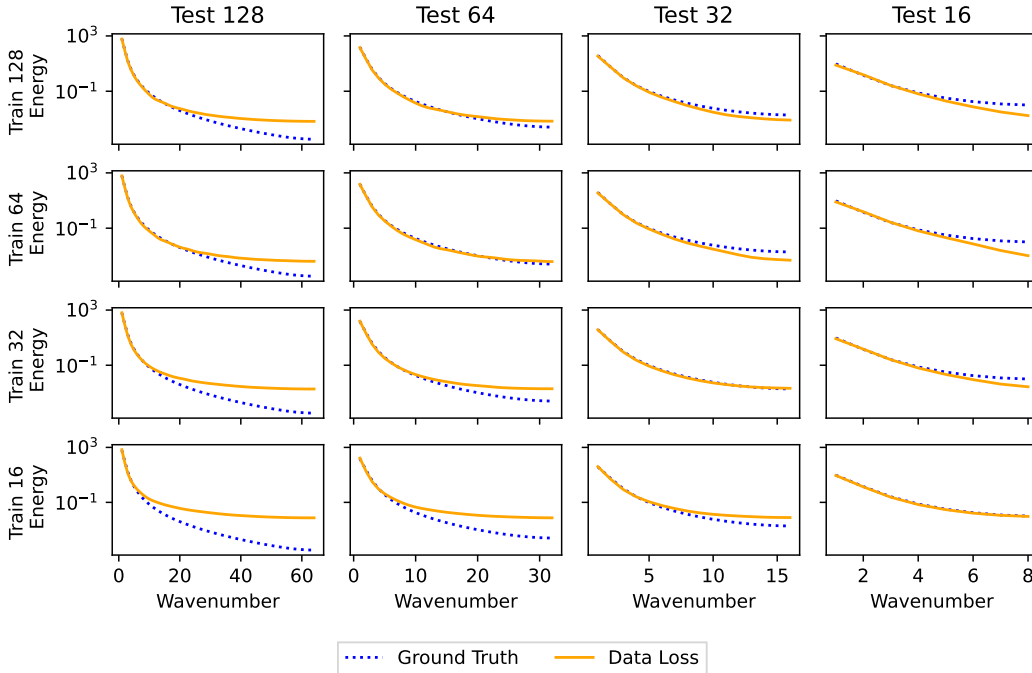 Test 128 Test 64 Test 32 Test 16
Train 128
Energy
10^3
10^−1
Train 64
Energy
10^3
10^−1
Train 32
Energy
10^3
10^−1
Train 16
Energy
10^3
10^−1
0 20 40 60 0 10 20 30 5 10 15 2 4 6 8
Wavenumber Wavenumber Wavenumber Wavenumber
Ground Truth Data Loss